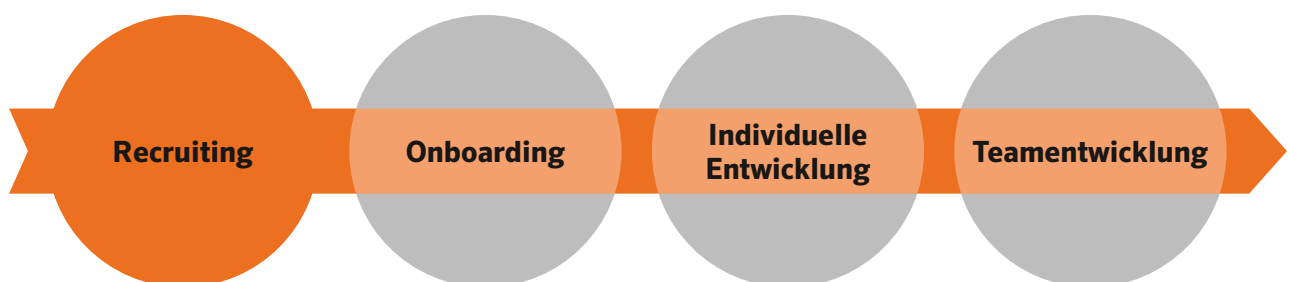 Recruiting
Onboarding
Individuelle
Entwicklung
Teamentwicklung